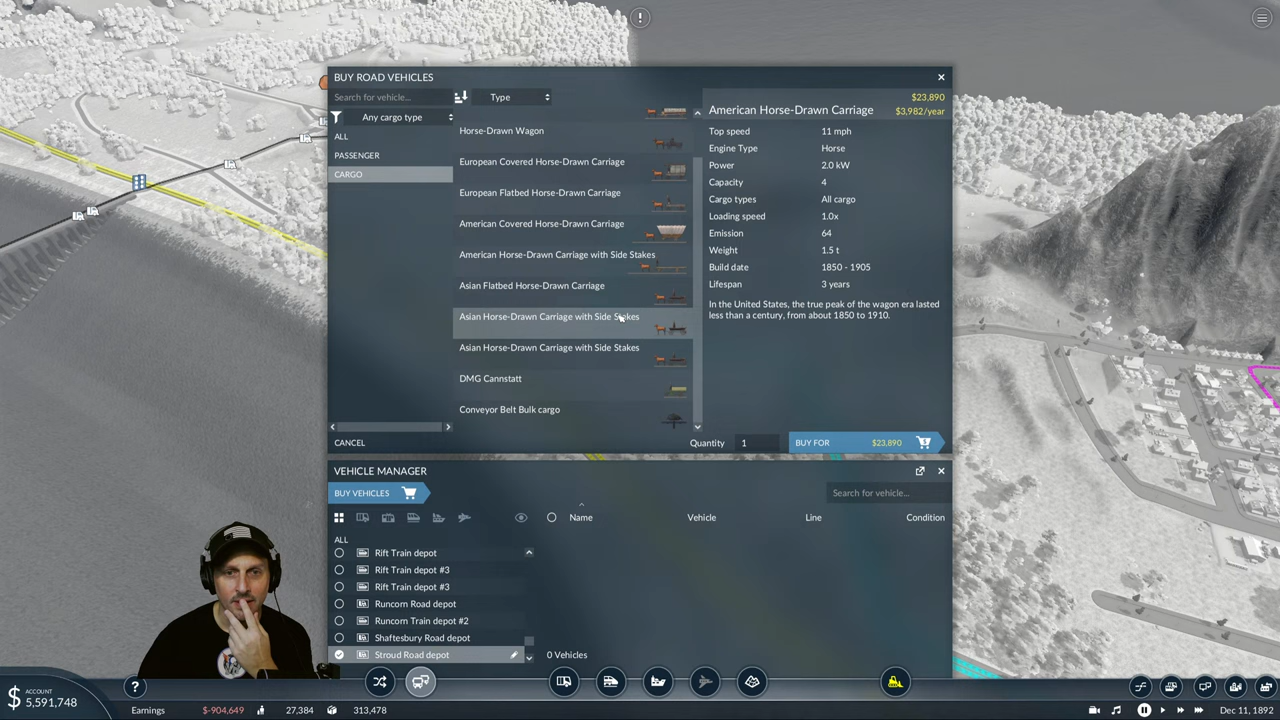 BUY ROAD VEHICLES
Search for vehicle...
Type
Any cargo type
ALL
PASSENGER
CARGO
Horse-Drawn Wagon
European Covered Horse-Drawn Carriage
European Flatbed Horse-Drawn Carriage
American Covered Horse-Drawn Carriage
American Horse-Drawn Carriage with Side Stakes
Asian Flatbed Horse-Drawn Carriage
Asian Horse-Drawn Carriage with Side Stakes
Asian Horse-Drawn Carriage with Side Stakes
DMG Cannstatt
Conveyor Belt Bulk cargo
$23,890
American Horse-Drawn Carriage
$3,982/year
Top speed 11 mph
Engine Type Horse
Power 2.0 kW
Capacity 4
Cargo types All cargo
Loading speed 1.0x
Emission 64
Weight 1.5 t
Build date 1850 - 1905
Lifespan 3 years
In the United States, the true peak of the wagon era lasted
less than a century, from about 1850 to 1910.
CANCEL
Quantity 1
BUY FOR $23,890
VEHICLE MANAGER
BUY VEHICLES
Search for vehicle...
Name Vehicle Line Condition
ALL
Rift Train depot
Rift Train depot #3
Rift Train depot #3
Runcorn Road depot
Runcorn Train depot #2
Shaftesbury Road depot
Stroud Road depot
0 Vehicles
$ ACCOUNT
5,591,748
?
Earnings $-904,649 27,384 313,478
Dec 11, 1892